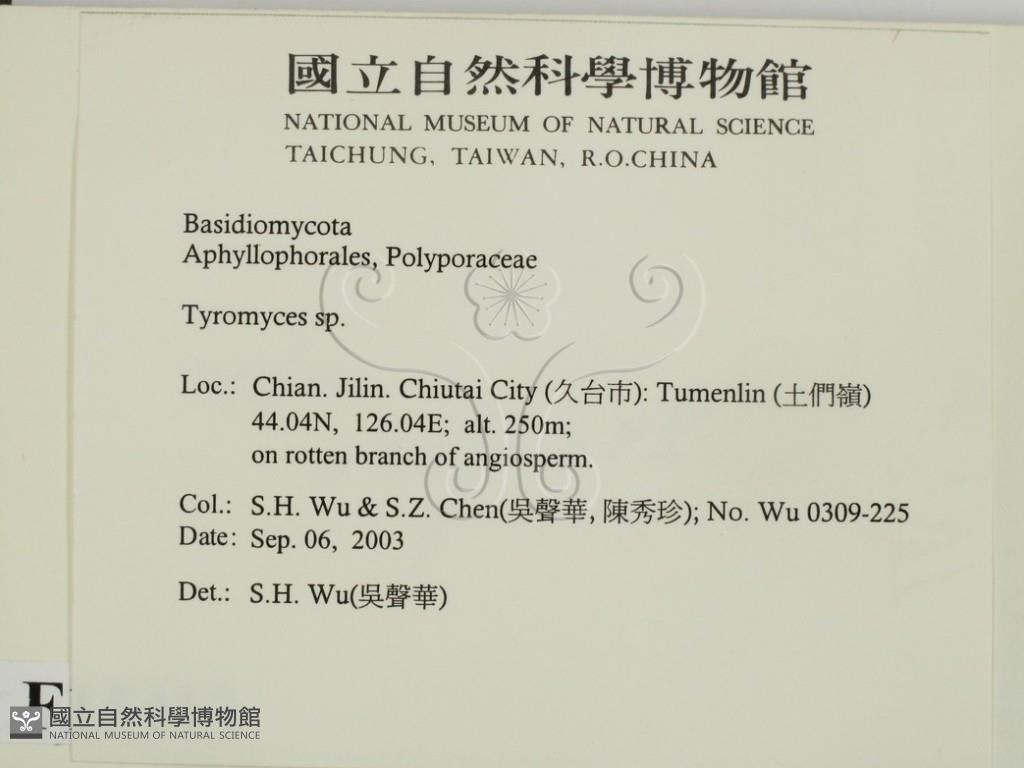 國立自然科學博物館
NATIONAL MUSEUM OF NATURAL SCIENCE
TAICHUNG, TAIWAN, R.O.CHINA
Basidiomycota
Aphyllophorales, Polyporaceae
Tyromyces sp.
Loc.: Chian. Jilin. Chiutai City (久台市): Tumenlin (土們嶺)
44.04N, 126.04E; alt. 250m;
on rotten branch of angiosperm.
Col.: S.H. Wu & S.Z. Chen(吳聲華, 陳秀珍); No. Wu 0309-225
Date: Sep. 06, 2003
Det.: S.H. Wu(吳聲華)
國立自然科學博物館
NATIONAL MUSEUM OF NATURAL SCIENCE